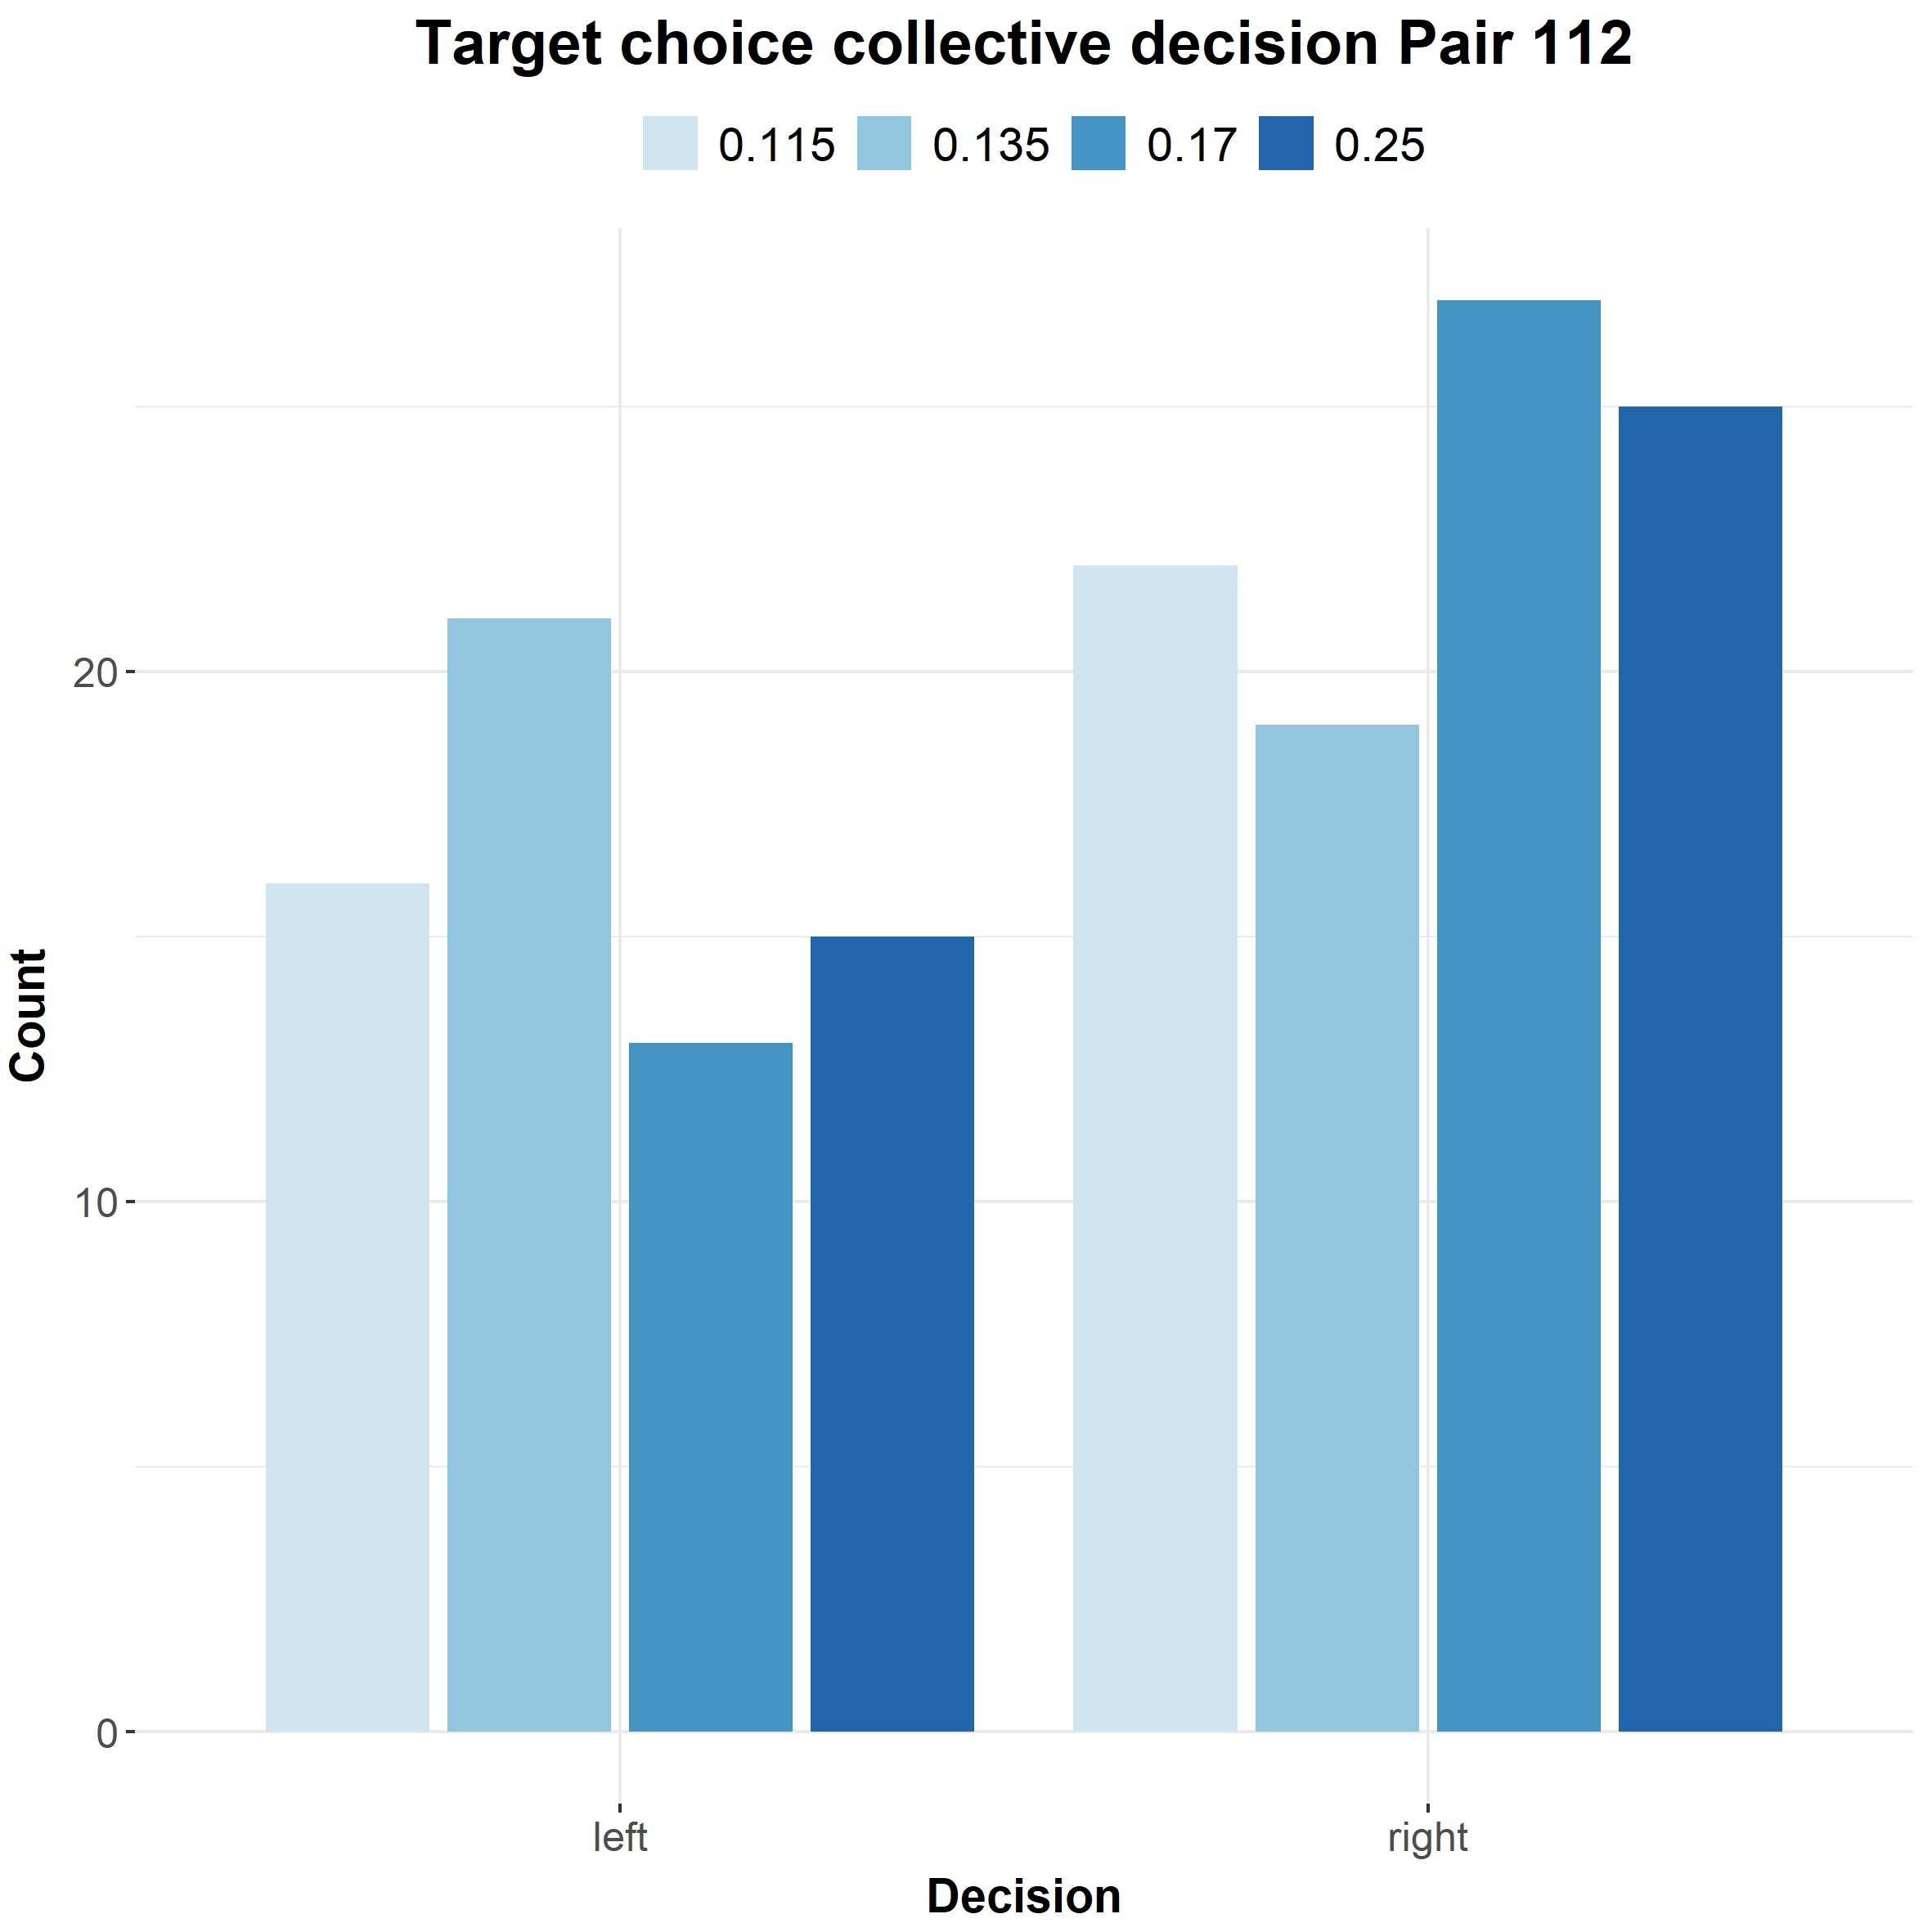 Target choice collective decision Pair 112
0.115 0.135 0.17 0.25
Count
20
10
0
left right
Decision